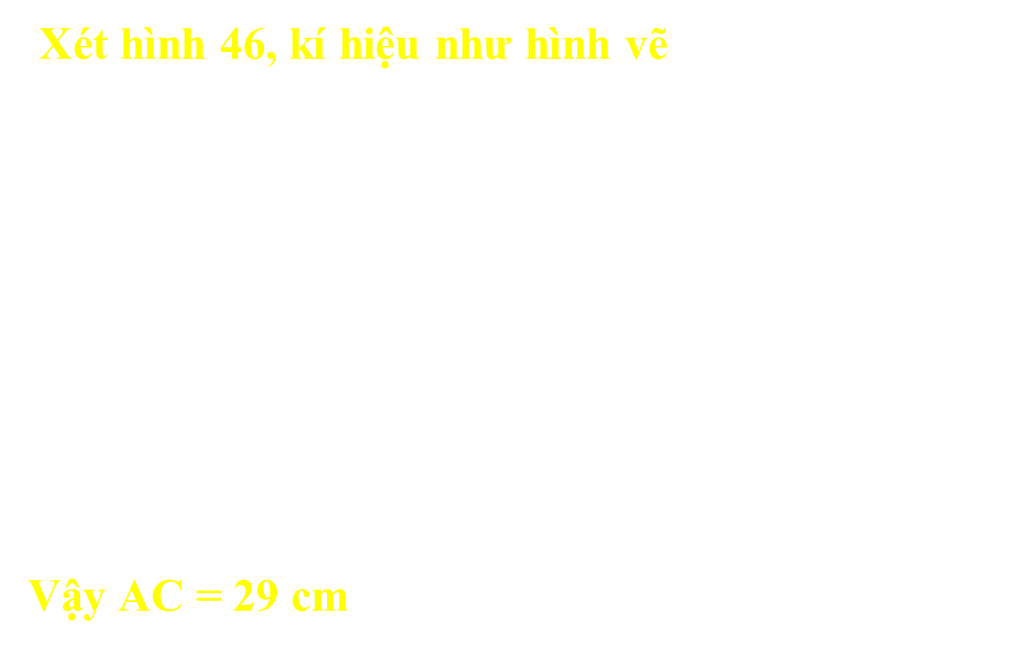 Xét hình 46, kí hiệu như hình vẽ
Vậy AC = 29 cm